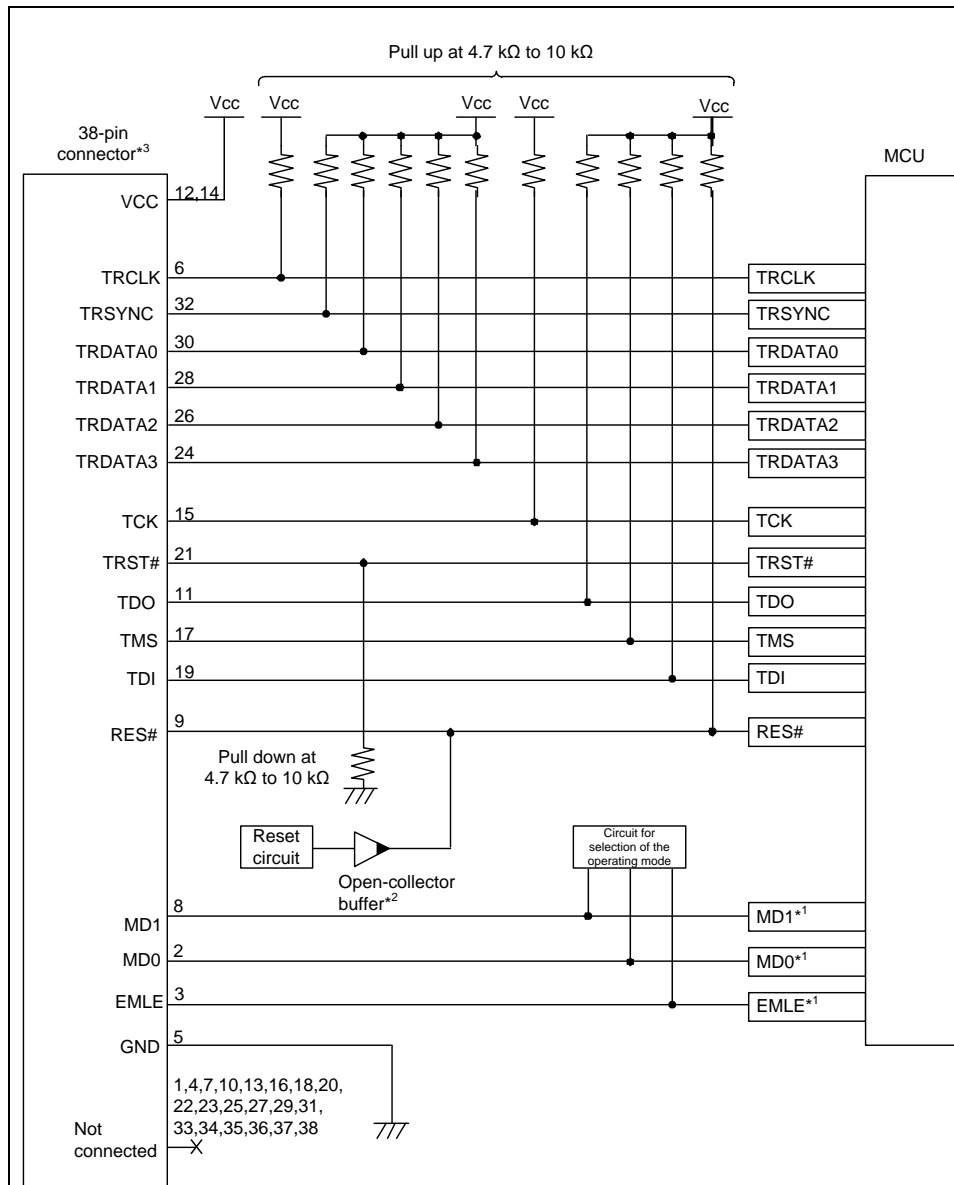 Pull up at 4.7 kΩ to 10 kΩ
Vcc Vcc Vcc Vcc Vcc
38-pin
connector*3
MCU
VCC 12,14
TRCLK 6 TRCLK
TRSYNC 32 TRSYNC
TRDATA0 30 TRDATA0
TRDATA1 28 TRDATA1
TRDATA2 26 TRDATA2
TRDATA3 24 TRDATA3
TCK 15 TCK
TRST# 21 TRST#
TDO 11 TDO
TMS 17 TMS
TDI 19 TDI
RES# 9 RES#
Pull down at
4.7 kΩ to 10 kΩ
Reset
circuit
Open-collector
buffer*2
Circuit for
selection of the
operating mode
MD1 8 MD1*1
MD0 2 MD0*1
EMLE 3 EMLE*1
GND 5
Not
connected
1,4,7,10,13,16,18,20,
22,23,25,27,29,31,
33,34,35,36,37,38